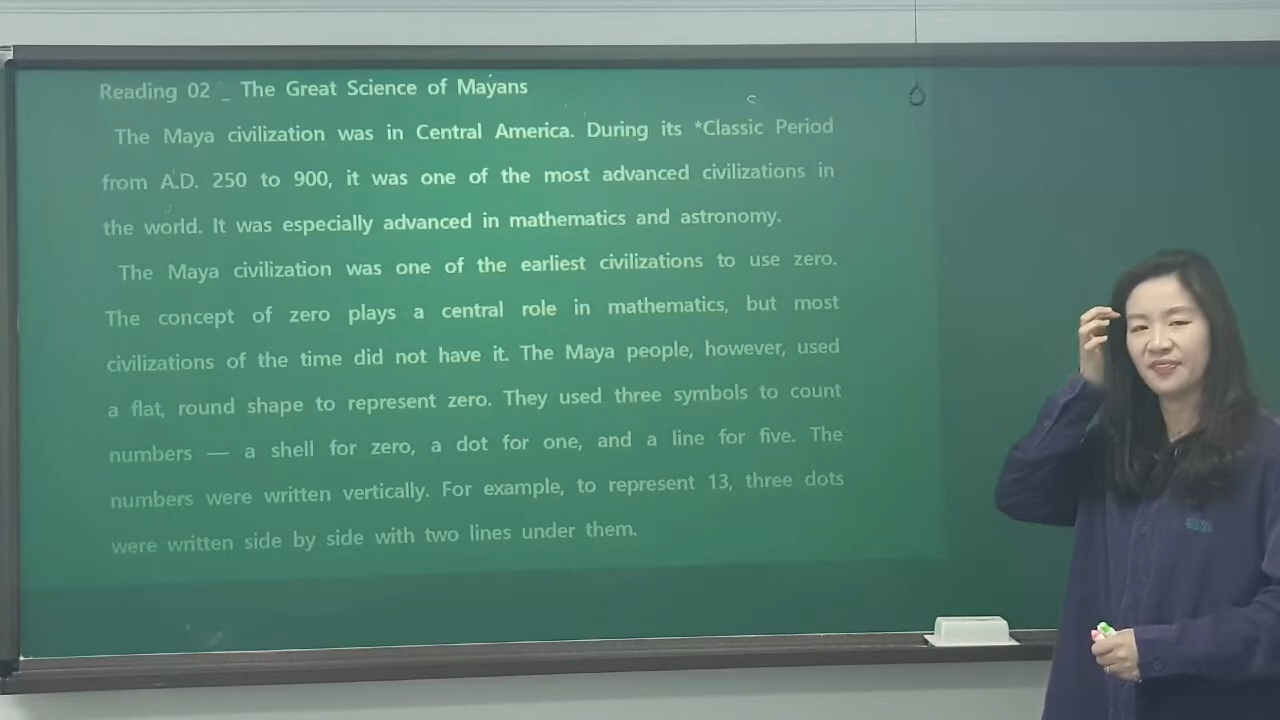 Reading 02 _ The Great Science of Mayans
The Maya civilization was in Central America. During its *Classic Period
from A.D. 250 to 900, it was one of the most advanced civilizations in
the world. It was especially advanced in mathematics and astronomy.
The Maya civilization was one of the earliest civilizations to use zero.
The concept of zero plays a central role in mathematics, but most
civilizations of the time did not have it. The Maya people, however, used
a flat, round shape to represent zero. They used three symbols to count
numbers — a shell for zero, a dot for one, and a line for five. The
numbers were written vertically. For example, to represent 13, three dots
were written side by side with two lines under them.